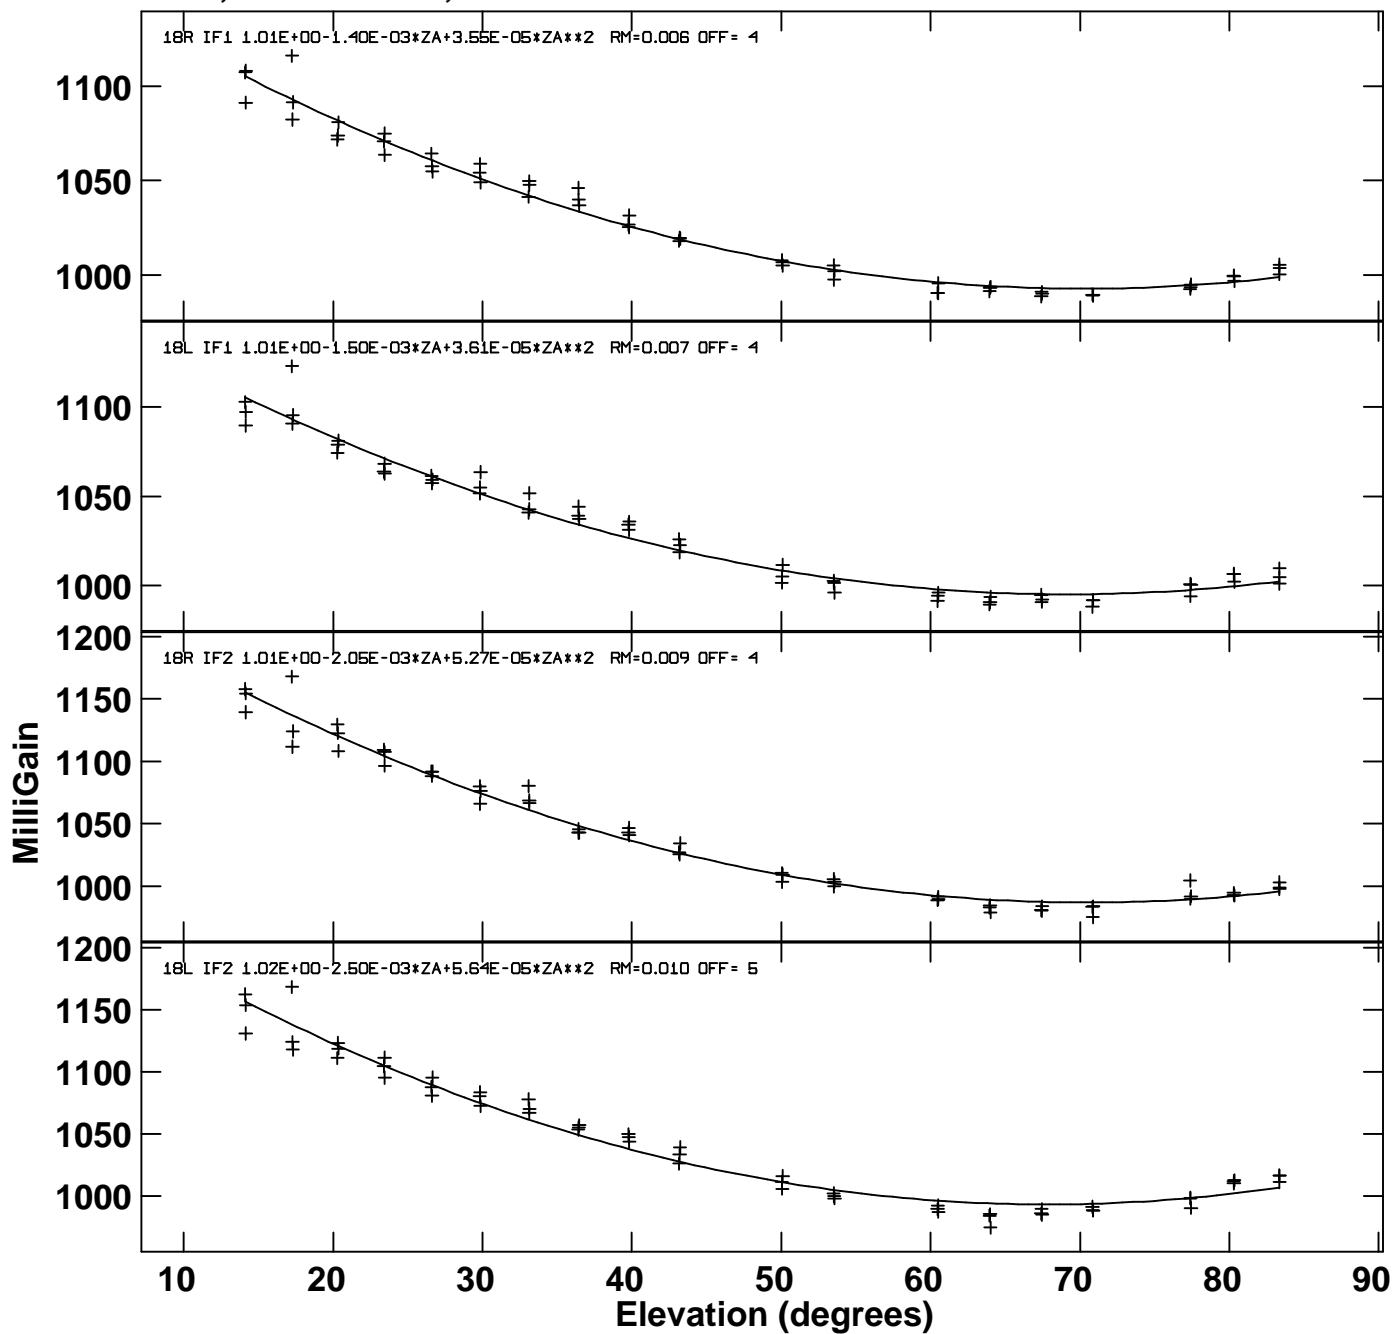 18R IF1 1.01E+00-1.40E-03*ZA+3.55E-05*ZA**2 RM=0.006 OFF= 4
1100
1050
1000
18L IF1 1.01E+00-1.50E-03*ZA+3.61E-05*ZA**2 RM=0.007 OFF= 4
1100
1050
1000
1200
18R IF2 1.01E+00-2.05E-03*ZA+5.27E-05*ZA**2 RM=0.009 OFF= 4
1150
1100
1050
1000
MilliGain
1200
18L IF2 1.02E+00-2.50E-03*ZA+5.64E-05*ZA**2 RM=0.010 OFF= 5
1150
1100
1050
1000
10 20 30 40 50 60 70 80 90
Elevation (degrees)